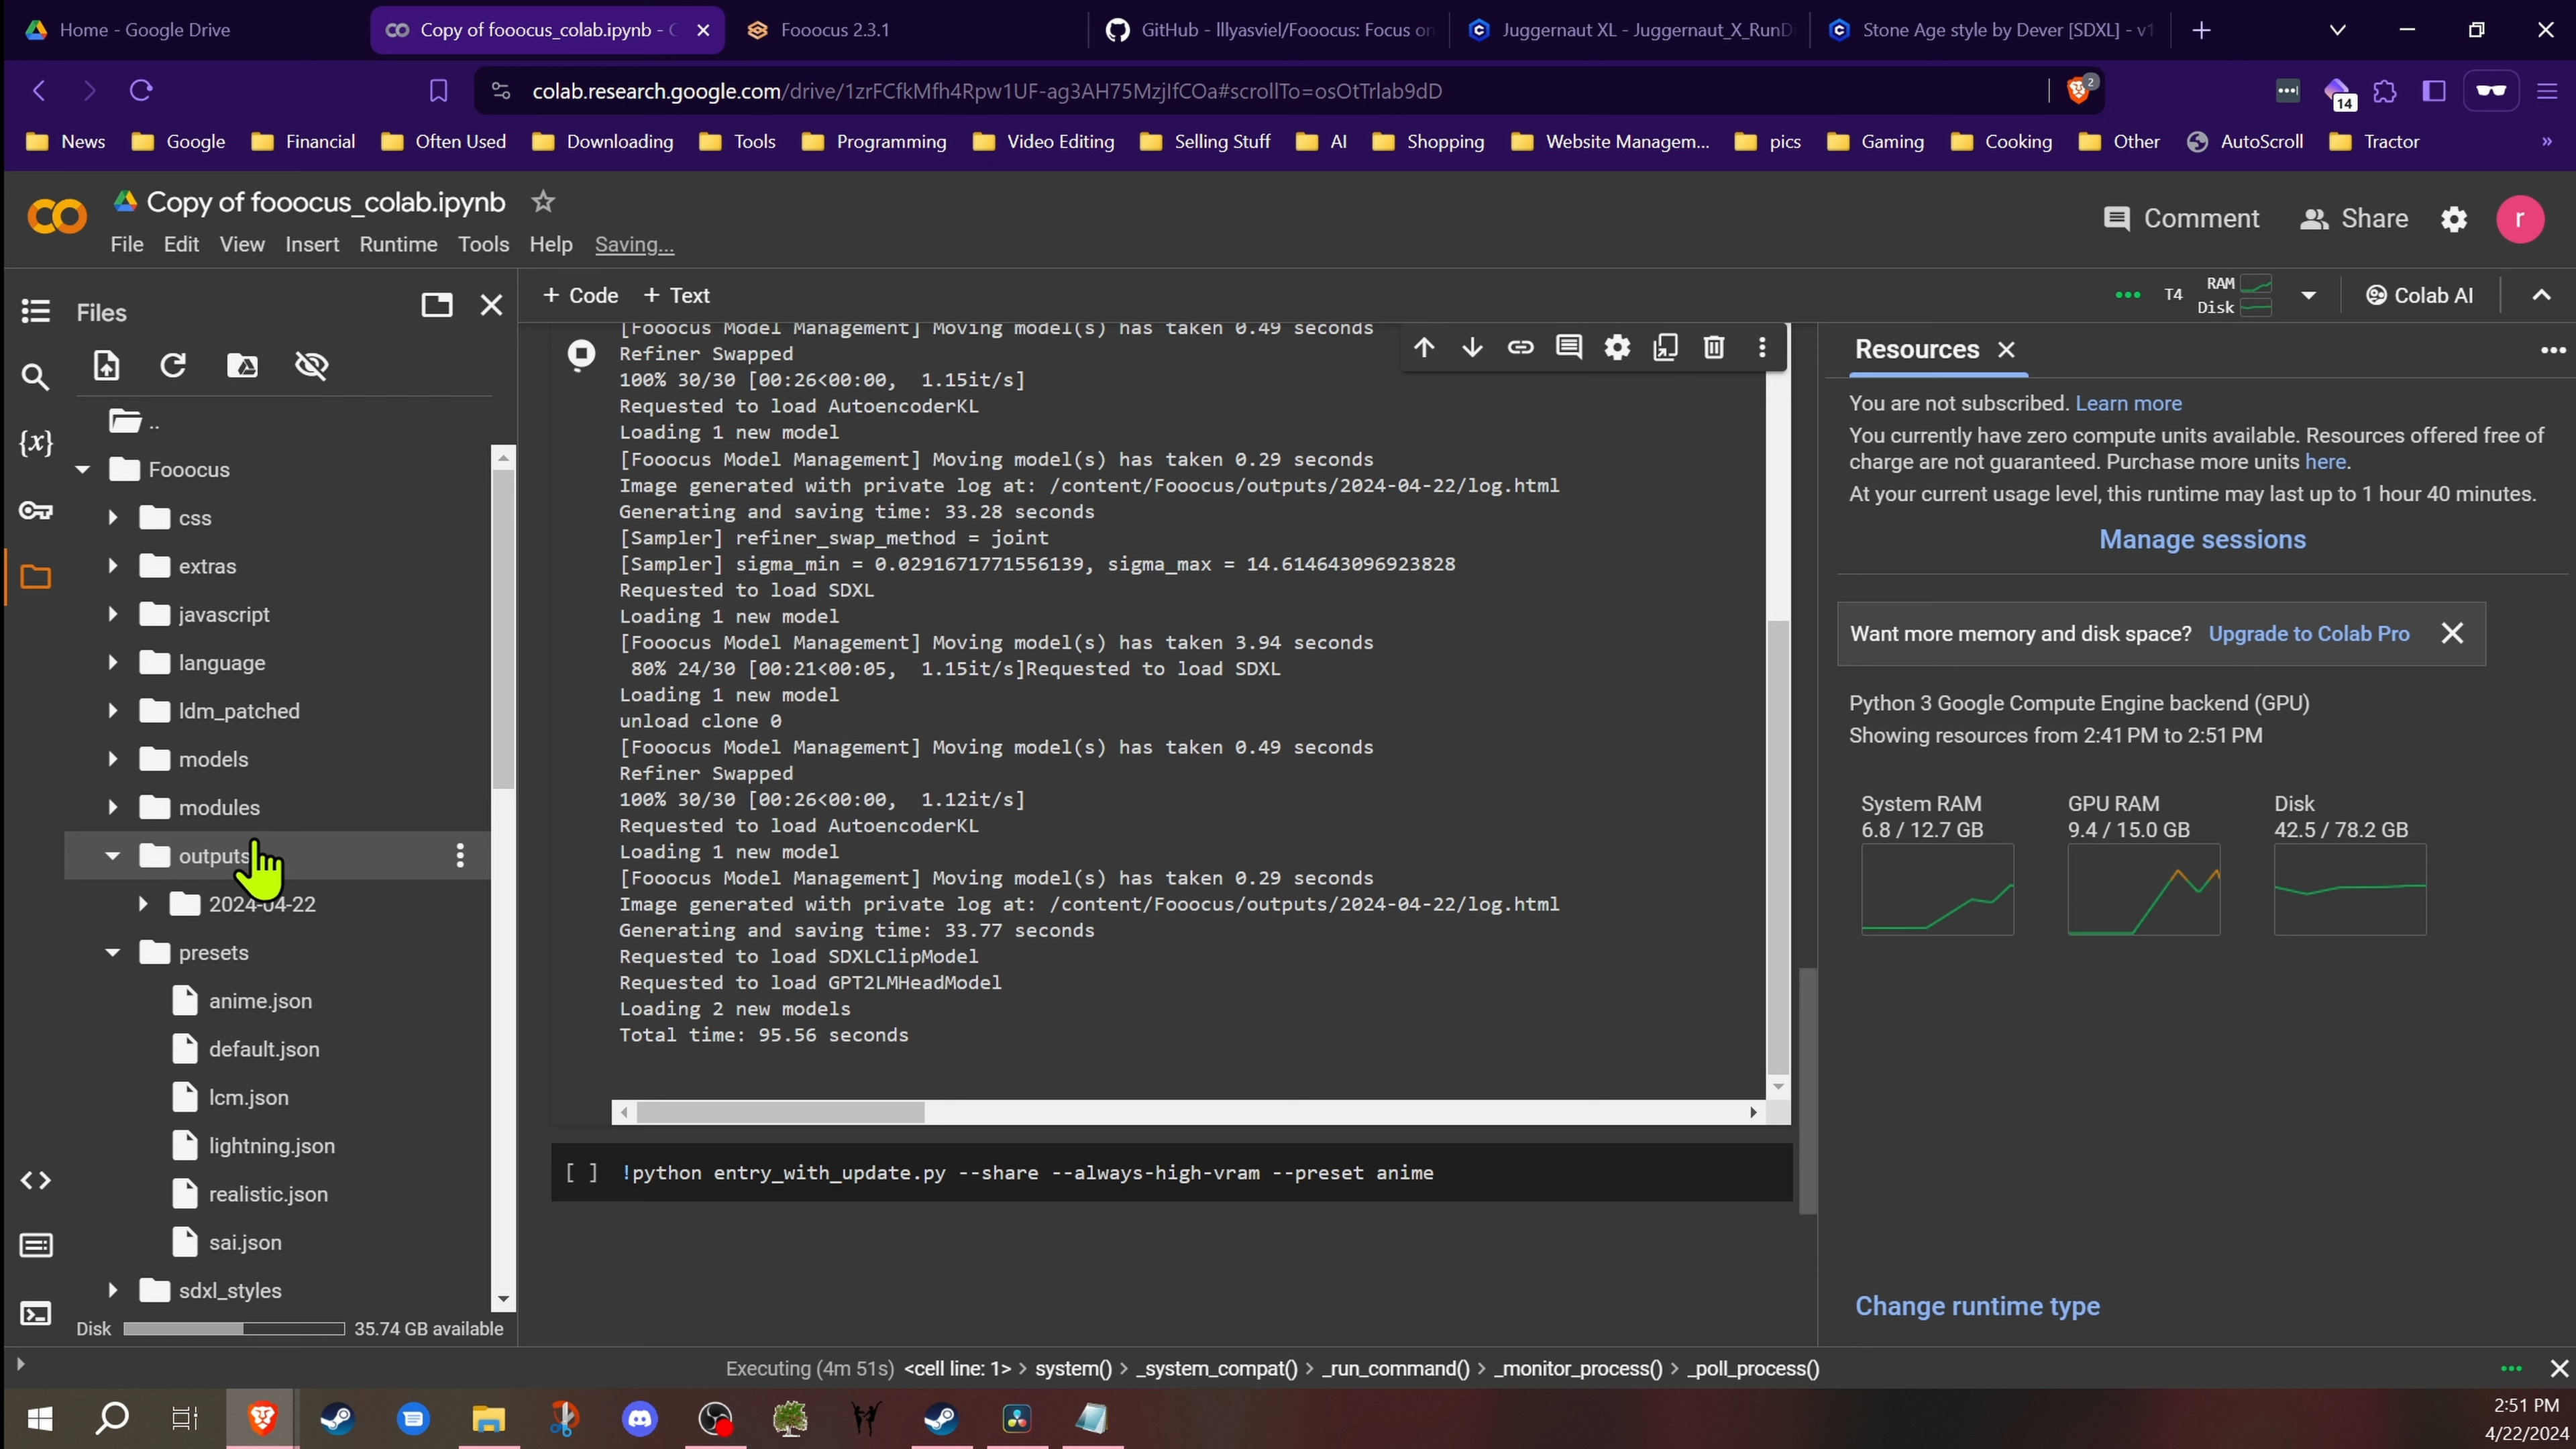 Home - Google Drive
Copy of fooocus_colab.ipynb - C
Fooocus 2.3.1
GitHub - lllyasviel/Fooocus: Focus on
Juggernaut XL - Juggernaut_X_RunDi
Stone Age style by Dever [SDXL] - v1
colab.research.google.com/drive/1zrFCfkMfh4Rpw1UF-ag3AH75MzjIfCOa#scrollTo=osOtTrlab9dD
2
14
News
Google
Financial
Often Used
Downloading
Tools
Programming
Video Editing
Selling Stuff
AI
Shopping
Website Managem...
pics
Gaming
Cooking
Other
AutoScroll
Tractor
»
Copy of fooocus_colab.ipynb
Comment
Share
r
File Edit View Insert Runtime Tools Help Saving...
Files
+ Code + Text
T4
RAM
Disk
Colab AI
..
Fooocus
css
extras
javascript
language
ldm_patched
models
modules
outputs
2024-04-22
presets
anime.json
default.json
lcm.json
lightning.json
realistic.json
sai.json
sdxl_styles
Disk
35.74 GB available
{x}
[Fooocus Model Management] Moving model(s) has taken 0.49 seconds
Refiner Swapped
100% 30/30 [00:26<00:00, 1.15it/s]
Requested to load AutoencoderKL
Loading 1 new model
[Fooocus Model Management] Moving model(s) has taken 0.29 seconds
Image generated with private log at: /content/Fooocus/outputs/2024-04-22/log.html
Generating and saving time: 33.28 seconds
[Sampler] refiner_swap_method = joint
[Sampler] sigma_min = 0.0291671771556139, sigma_max = 14.614643096923828
Requested to load SDXL
Loading 1 new model
[Fooocus Model Management] Moving model(s) has taken 3.94 seconds
80% 24/30 [00:21<00:05, 1.15it/s]Requested to load SDXL
Loading 1 new model
unload clone 0
[Fooocus Model Management] Moving model(s) has taken 0.49 seconds
Refiner Swapped
100% 30/30 [00:26<00:00, 1.12it/s]
Requested to load AutoencoderKL
Loading 1 new model
[Fooocus Model Management] Moving model(s) has taken 0.29 seconds
Image generated with private log at: /content/Fooocus/outputs/2024-04-22/log.html
Generating and saving time: 33.77 seconds
Requested to load SDXLClipModel
Requested to load GPT2LMHeadModel
Loading 2 new models
Total time: 95.56 seconds
[ ] !python entry_with_update.py --share --always-high-vram --preset anime
Resources
You are not subscribed. Learn more
You currently have zero compute units available. Resources offered free of
charge are not guaranteed. Purchase more units here.
At your current usage level, this runtime may last up to 1 hour 40 minutes.
Manage sessions
Want more memory and disk space? Upgrade to Colab Pro
Python 3 Google Compute Engine backend (GPU)
Showing resources from 2:41 PM to 2:51 PM
System RAM
6.8 / 12.7 GB
GPU RAM
9.4 / 15.0 GB
Disk
42.5 / 78.2 GB
Change runtime type
Executing (4m 51s) <cell line: 1> > system() > _system_compat() > _run_command() > _monitor_process() > _poll_process()
2:51 PM
4/22/2024